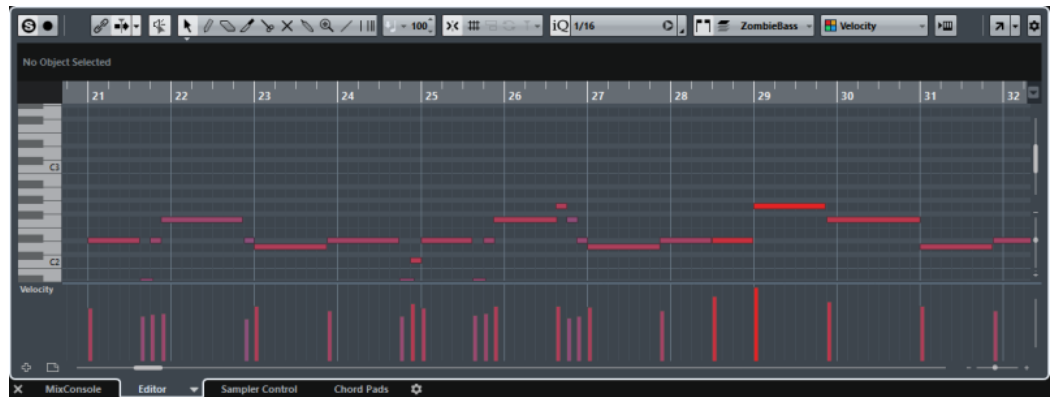 100
iQ 1/16
ZombieBass
Velocity
No Object Selected
21 22 23 24 25 26 27 28 29 30 31 32
C3
C2
Velocity
MixConsole Editor Sampler Control Chord Pads